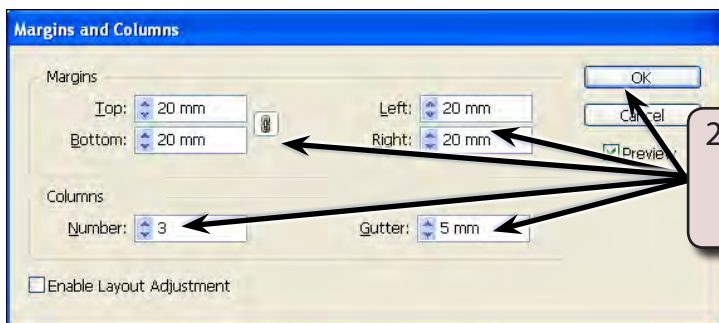 Margins and Columns
Margins
Top: 20 mm Left: 20 mm OK
Bottom: 20 mm Right: 20 mm Cancel
Preview
Columns
Number: 3 Gutter: 5 mm
Enable Layout Adjustment
2